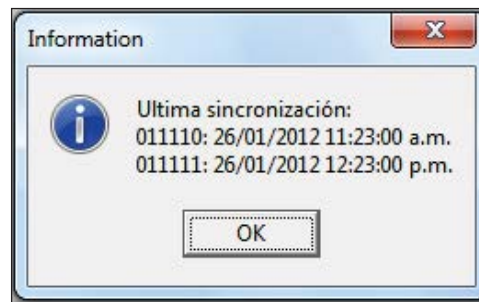 Information
Ultima sincronización:
011110: 26/01/2012 11:23:00 a.m.
011111: 26/01/2012 12:23:00 p.m.
OK